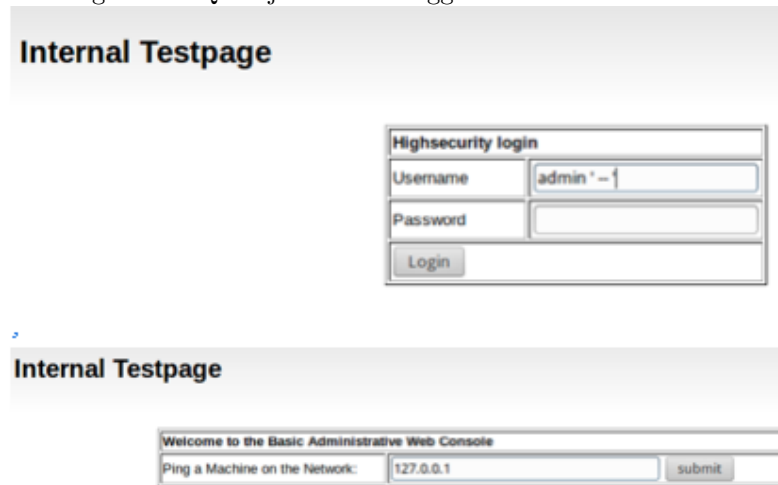 Internal Testpage
Highsecurity login
Username admin ' – '
Password
Login
Internal Testpage
Welcome to the Basic Administrative Web Console
Ping a Machine on the Network: 127.0.0.1 submit